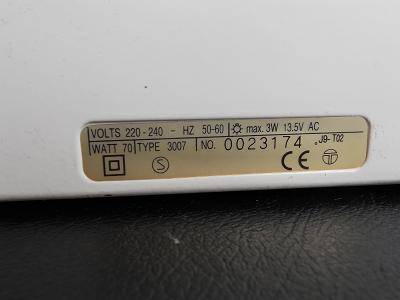 VOLTS 220-240 - HZ 50-60 max. 3W 13.5V AC
WATT 70 TYPE 3007 NO. 0023174 .J9-T02
S CE